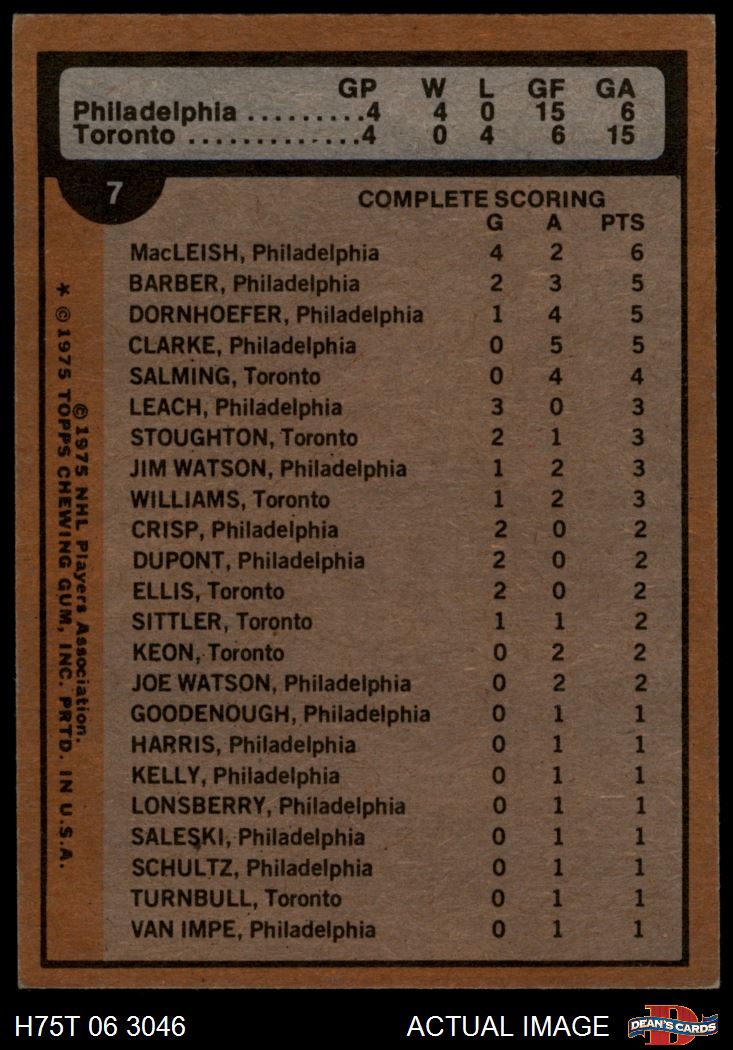 GP W L GF GA
Philadelphia .........4 4 0 15 6
Toronto ..............4 0 4 6 15
7
COMPLETE SCORING
G A PTS
MacLEISH, Philadelphia 4 2 6
BARBER, Philadelphia 2 3 5
DORNHOEFER, Philadelphia 1 4 5
CLARKE, Philadelphia 0 5 5
SALMING, Toronto 0 4 4
LEACH, Philadelphia 3 0 3
STOUGHTON, Toronto 2 1 3
JIM WATSON, Philadelphia 1 2 3
WILLIAMS, Toronto 1 2 3
CRISP, Philadelphia 2 0 2
DUPONT, Philadelphia 2 0 2
ELLIS, Toronto 2 0 2
SITTLER, Toronto 1 1 2
KEON, Toronto 0 2 2
JOE WATSON, Philadelphia 0 2 2
GOODENOUGH, Philadelphia 0 1 1
HARRIS, Philadelphia 0 1 1
KELLY, Philadelphia 0 1 1
LONSBERRY, Philadelphia 0 1 1
SALESKI, Philadelphia 0 1 1
SCHULTZ, Philadelphia 0 1 1
TURNBULL, Toronto 0 1 1
VAN IMPE, Philadelphia 0 1 1
©1975 NHL Players Association.
* ©1975 TOPPS CHEWING GUM, INC. PRTD. IN U.S.A.
H75T 06 3046 ACTUAL IMAGE
D
DEAN'S CARDS